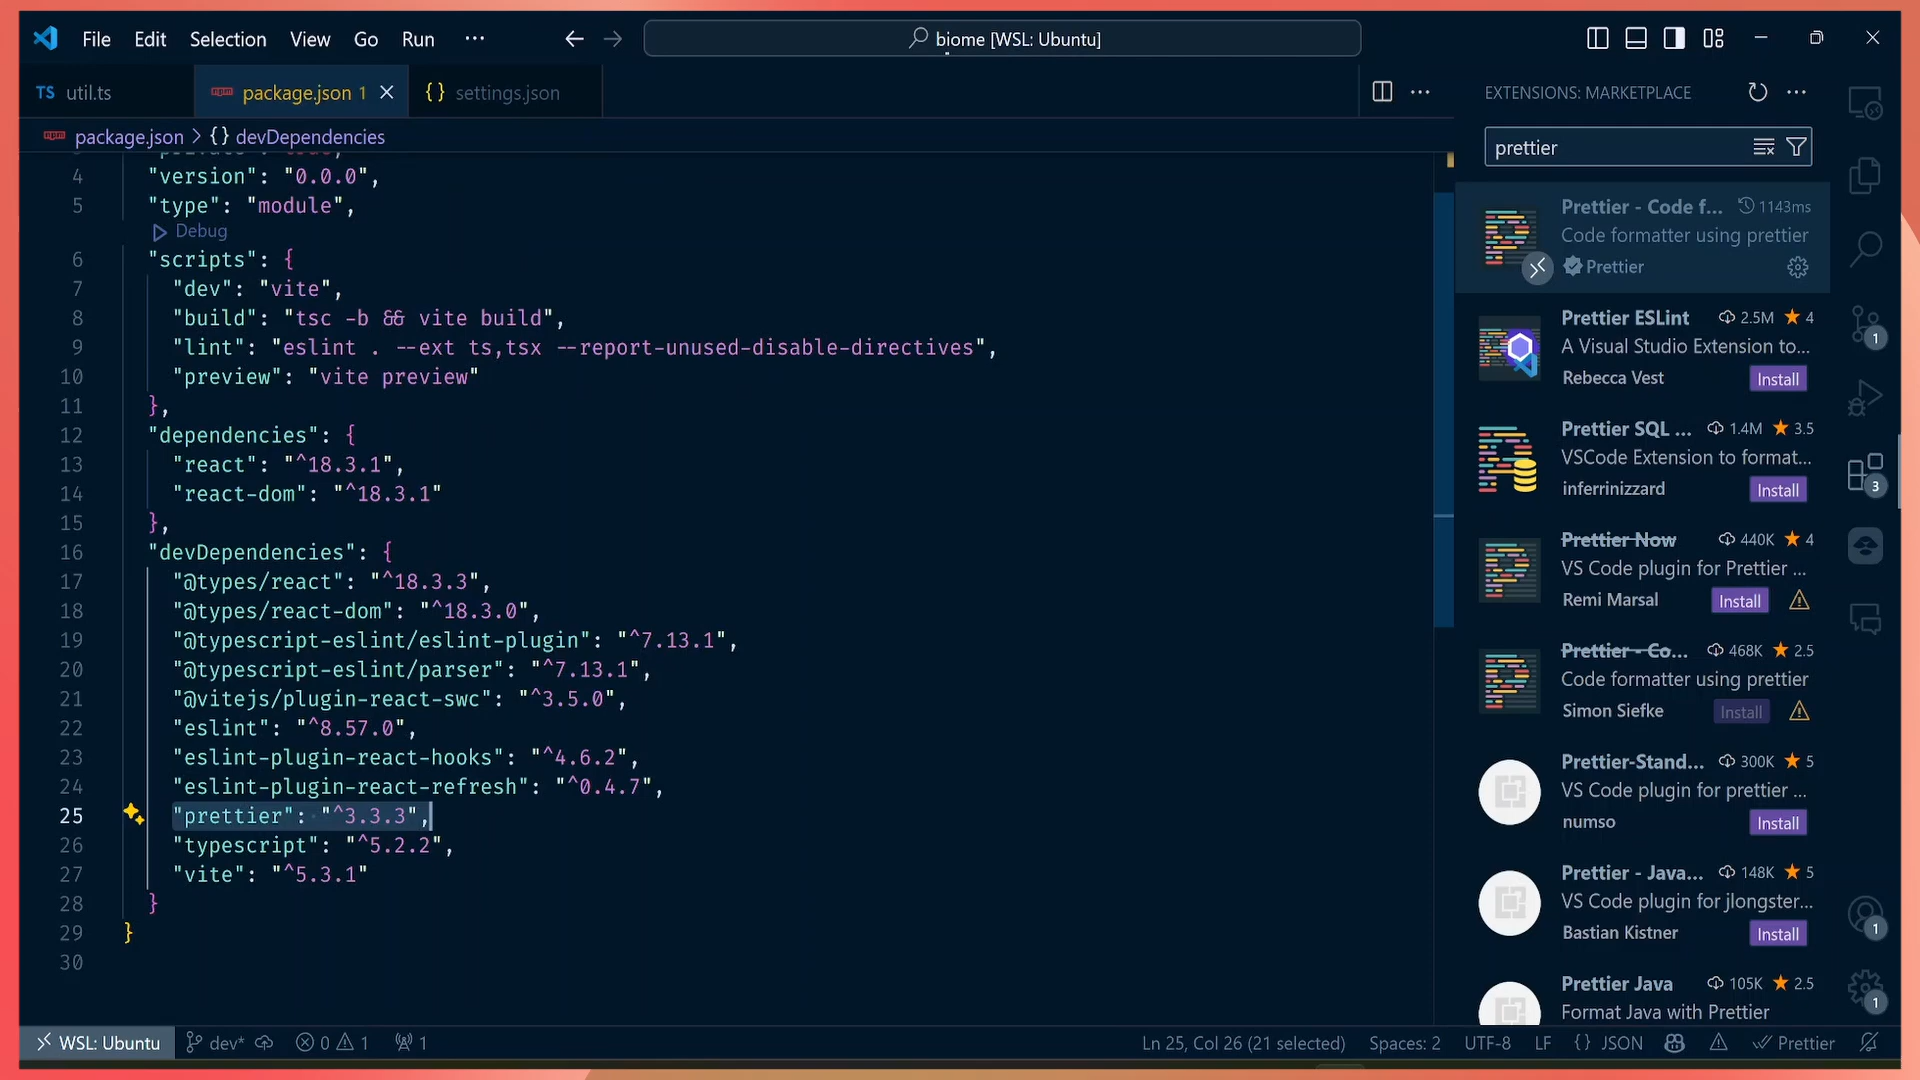 File Edit Selection View Go Run ···
biome [WSL: Ubuntu]
TS util.ts
npm package.json 1
{} settings.json
package.json > {} devDependencies
4 "version": "0.0.0",
5 "type": "module",
Debug
6 "scripts": {
7 "dev": "vite",
8 "build": "tsc -b && vite build",
9 "lint": "eslint . --ext ts,tsx --report-unused-disable-directives",
10 "preview": "vite preview"
11 },
12 "dependencies": {
13 "react": "^18.3.1",
14 "react-dom": "^18.3.1"
15 },
16 "devDependencies": {
17 "@types/react": "^18.3.3",
18 "@types/react-dom": "^18.3.0",
19 "@typescript-eslint/eslint-plugin": "^7.13.1",
20 "@typescript-eslint/parser": "^7.13.1",
21 "@vitejs/plugin-react-swc": "^3.5.0",
22 "eslint": "^8.57.0",
23 "eslint-plugin-react-hooks": "^4.6.2",
24 "eslint-plugin-react-refresh": "^0.4.7",
25 "prettier": "^3.3.3",
26 "typescript": "^5.2.2",
27 "vite": "^5.3.1"
28 }
29 }
30
EXTENSIONS: MARKETPLACE
prettier
Prettier - Code f... 1143ms
Code formatter using prettier
Prettier
Prettier ESLint 2.5M 4
A Visual Studio Extension to...
Rebecca Vest Install
Prettier SQL ... 1.4M 3.5
VSCode Extension to format...
inferrinizzard Install
Prettier Now 440K 4
VS Code plugin for Prettier ...
Remi Marsal Install
Prettier - Co... 468K 2.5
Code formatter using prettier
Simon Siefke Install
Prettier-Stand... 300K 5
VS Code plugin for prettier ...
numso Install
Prettier - Java... 148K 5
VS Code plugin for jlongster...
Bastian Kistner Install
Prettier Java 105K 2.5
Format Java with Prettier
1
3
1
1
WSL: Ubuntu dev* 0 1 1 Ln 25, Col 26 (21 selected) Spaces: 2 UTF-8 LF {} JSON Prettier